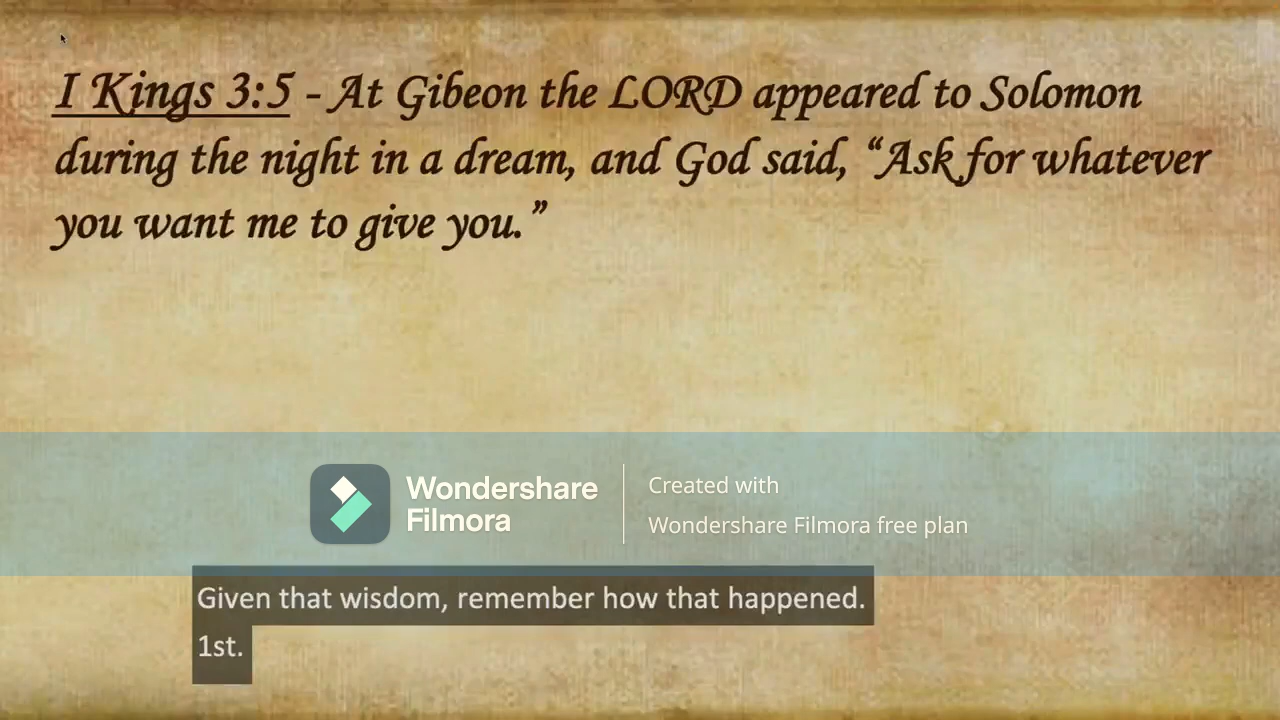 I Kings 3:5 - At Gibeon the LORD appeared to Solomon
during the night in a dream, and God said, “Ask for whatever
you want me to give you.”
Wondershare
Filmora
Created with
Wondershare Filmora free plan
Given that wisdom, remember how that happened.
1st.